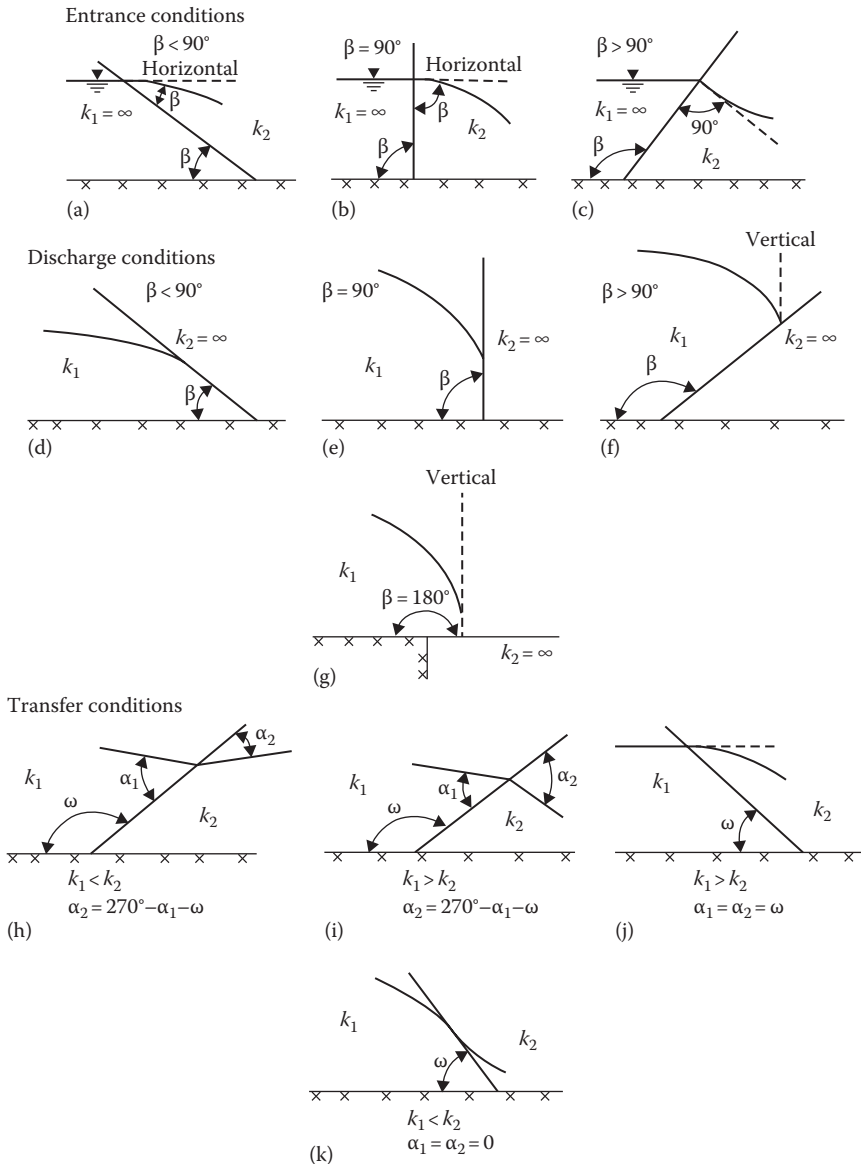 Entrance conditions
β < 90°
Horizontal
β
k₁ = ∞
k₂
β
(a)
β = 90°
Horizontal
k₁ = ∞
β
k₂
β
(b)
β > 90°
k₁ = ∞
90°
β
k₂
(c)
Discharge conditions
β < 90°
k₂ = ∞
k₁
β
(d)
β = 90°
k₂ = ∞
k₁
β
(e)
Vertical
β > 90°
k₁
k₂ = ∞
β
(f)
Vertical
k₁
β = 180°
k₂ = ∞
(g)
Transfer conditions
α₂
k₁
α₁
ω
k₂
k₁ < k₂
α₂ = 270°–α₁–ω
(h)
k₁
α₁
α₂
ω
k₂
k₁ > k₂
α₂ = 270°–α₁–ω
(i)
k₁
ω
k₂
k₁ > k₂
α₁ = α₂ = ω
(j)
k₁
k₂
ω
k₁ < k₂
α₁ = α₂ = 0
(k)